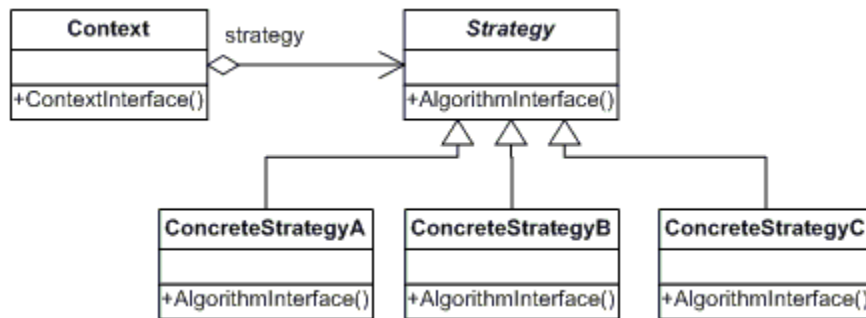 Context
strategy
Strategy
+ContextInterface()
+AlgorithmInterface()
ConcreteStrategyA
ConcreteStrategyB
ConcreteStrategyC
+AlgorithmInterface()
+AlgorithmInterface()
+AlgorithmInterface()